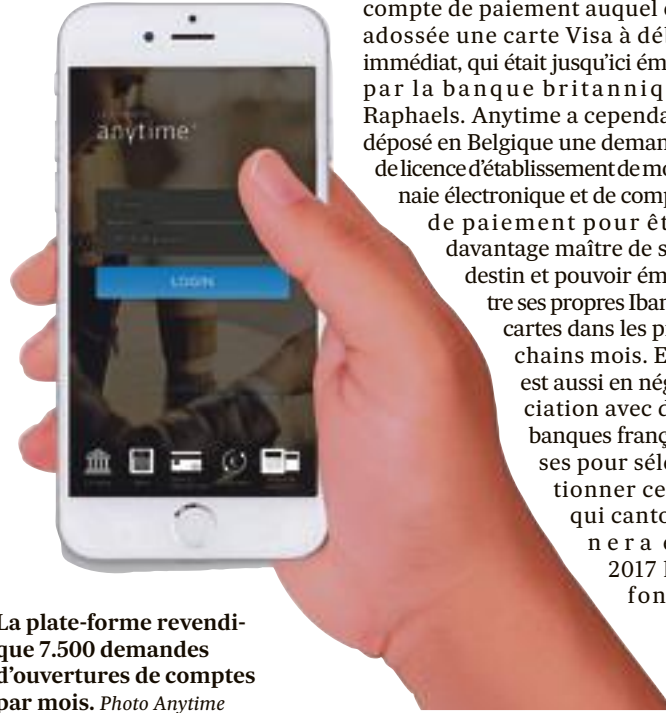 compte de paiement auquel e
adossée une carte Visa à déb
immédiat, qui était jusqu'ici ém
par la banque britanniq
Raphaels. Anytime a cependa
déposé en Belgique une deman
de licence d'établissement de mo
naie électronique et de comp
de paiement pour êt
davantage maître de s
destin et pouvoir ém
tre ses propres Iban
cartes dans les p
chains mois. E
est aussi en nég
ciation avec d
banques franç
ses pour séle
tionner ce
qui canto
nera
2017
fon
anytime
LOGIN
La plate-forme revendi-
que 7.500 demandes
d'ouvertures de comptes
par mois. Photo Anytime